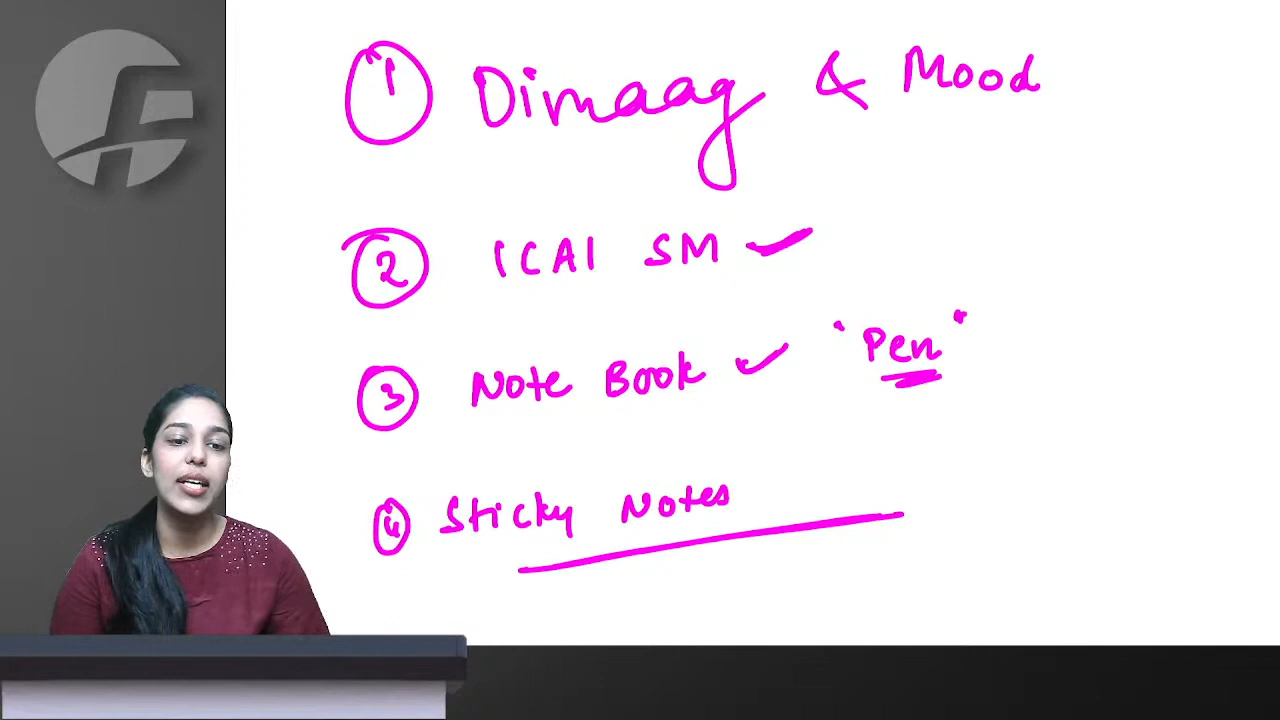 1 Dimaag & Mood
2 ICAI SM
3 Note Book "Pen"
4 Sticky Notes